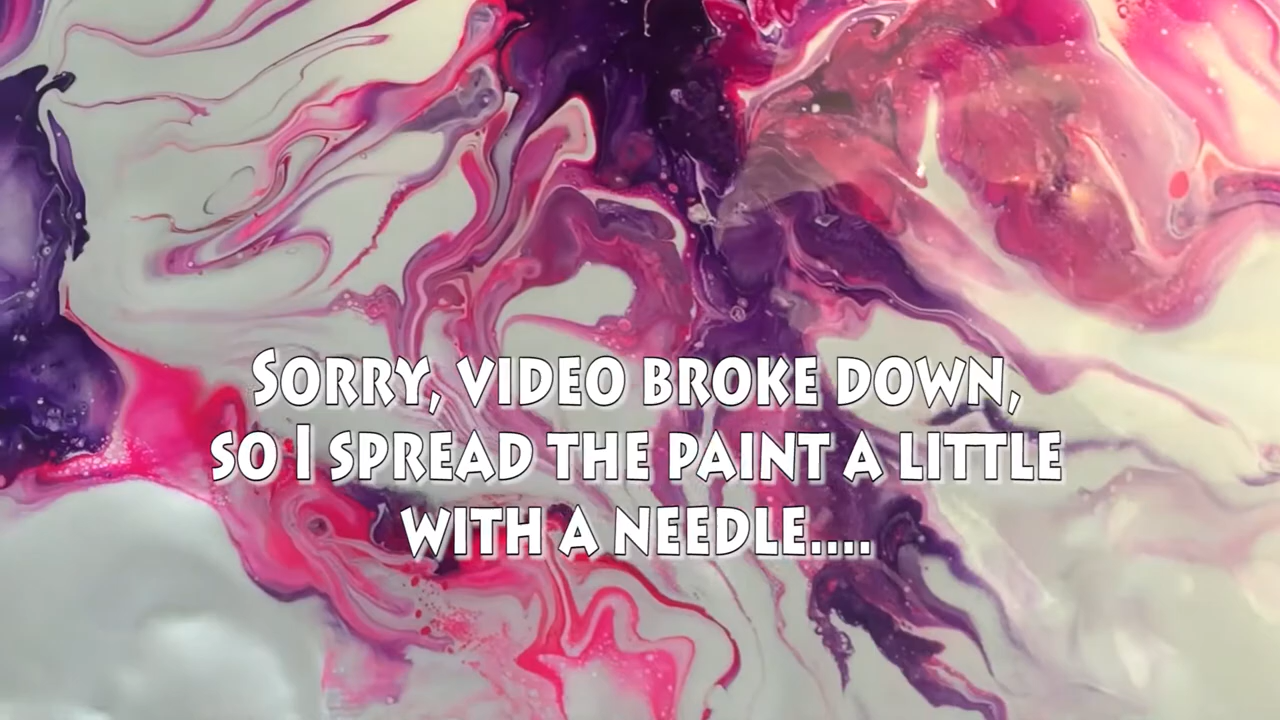 Sorry, video broke down,
so I spread the paint a little
with a needle....